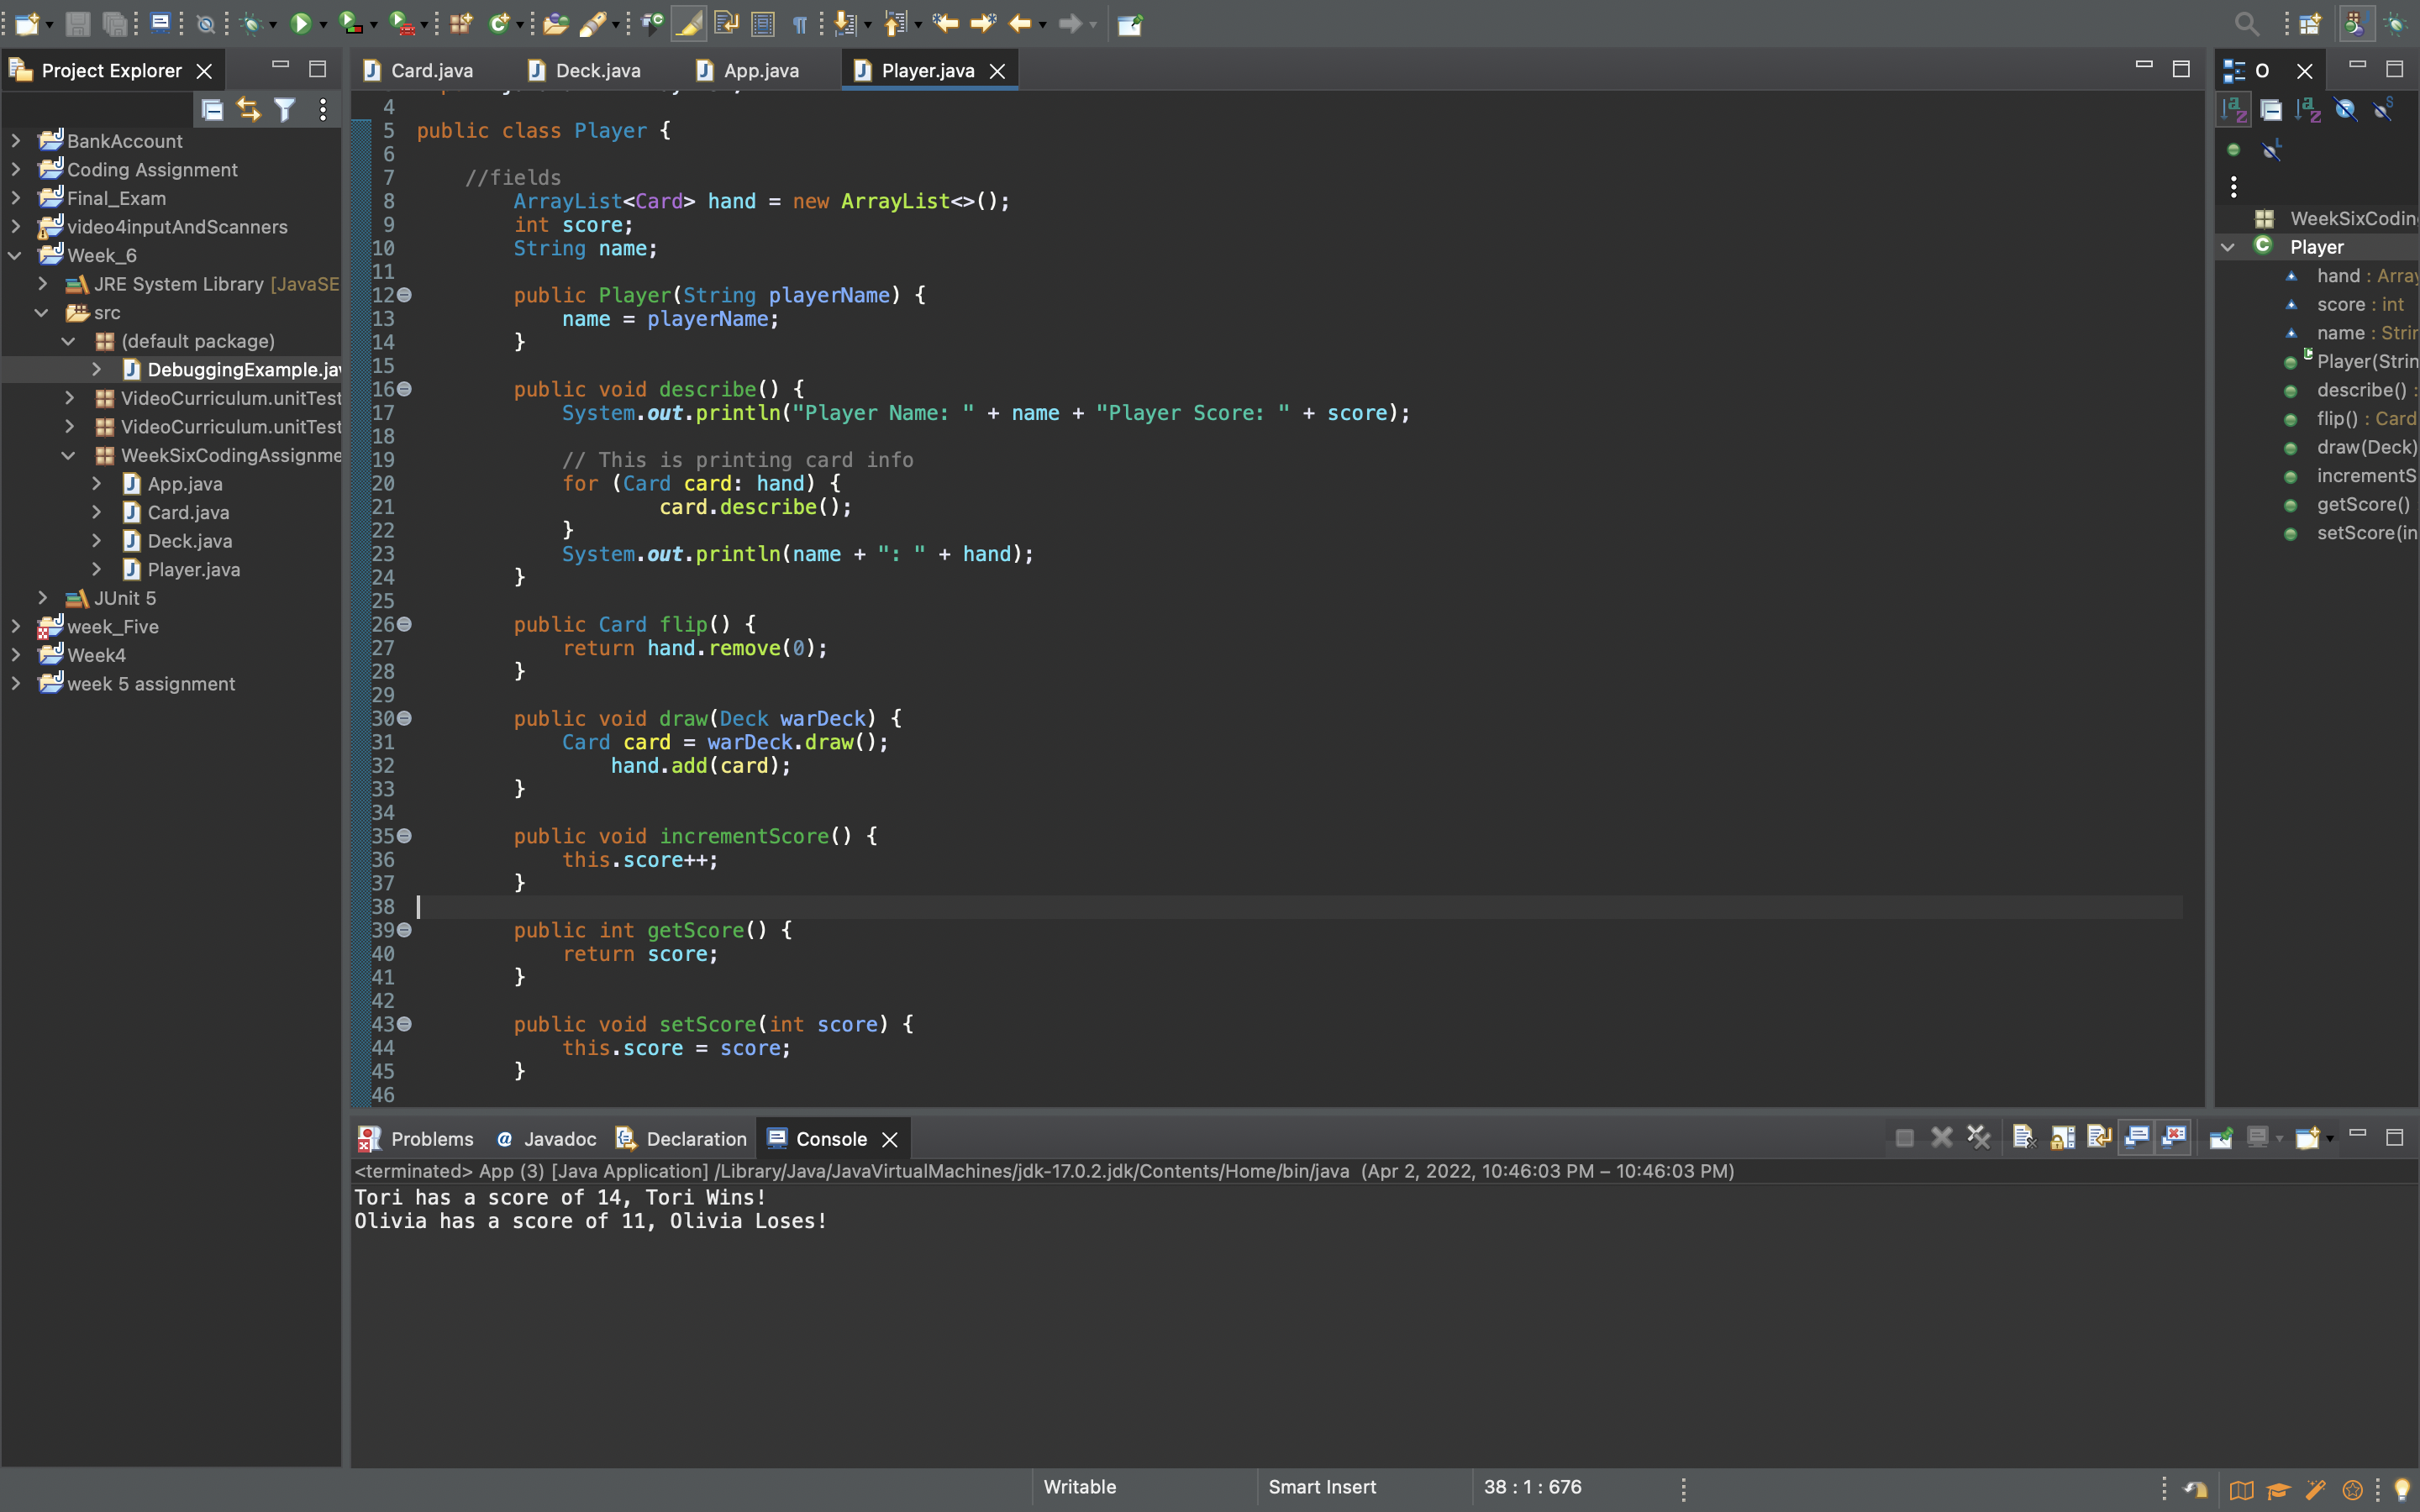 Project Explorer
BankAccount
Coding Assignment
Final_Exam
video4inputAndScanners
Week_6
JRE System Library [JavaSE
src
(default package)
DebuggingExample.jav
VideoCurriculum.unitTest
VideoCurriculum.unitTest
WeekSixCodingAssignme
App.java
Card.java
Deck.java
Player.java
JUnit 5
week_Five
Week4
week 5 assignment
Card.java Deck.java App.java Player.java
4
5 public class Player {
6
7 //fields
8 ArrayList<Card> hand = new ArrayList<>();
9 int score;
10 String name;
11
12 public Player(String playerName) {
13 name = playerName;
14 }
15
16 public void describe() {
17 System.out.println("Player Name: " + name + "Player Score: " + score);
18
19 // This is printing card info
20 for (Card card: hand) {
21 card.describe();
22 }
23 System.out.println(name + ": " + hand);
24 }
25
26 public Card flip() {
27 return hand.remove(0);
28 }
29
30 public void draw(Deck warDeck) {
31 Card card = warDeck.draw();
32 hand.add(card);
33 }
34
35 public void incrementScore() {
36 this.score++;
37 }
38
39 public int getScore() {
40 return score;
41 }
42
43 public void setScore(int score) {
44 this.score = score;
45 }
46
O
WeekSixCodin
Player
hand : Array
score : int
name : Strin
Player(Strin
describe() :
flip() : Card
draw(Deck)
incrementS
getScore()
setScore(in
Problems @ Javadoc Declaration Console
<terminated> App (3) [Java Application] /Library/Java/JavaVirtualMachines/jdk-17.0.2.jdk/Contents/Home/bin/java (Apr 2, 2022, 10:46:03 PM – 10:46:03 PM)
Tori has a score of 14, Tori Wins!
Olivia has a score of 11, Olivia Loses!
Writable Smart Insert 38 : 1 : 676